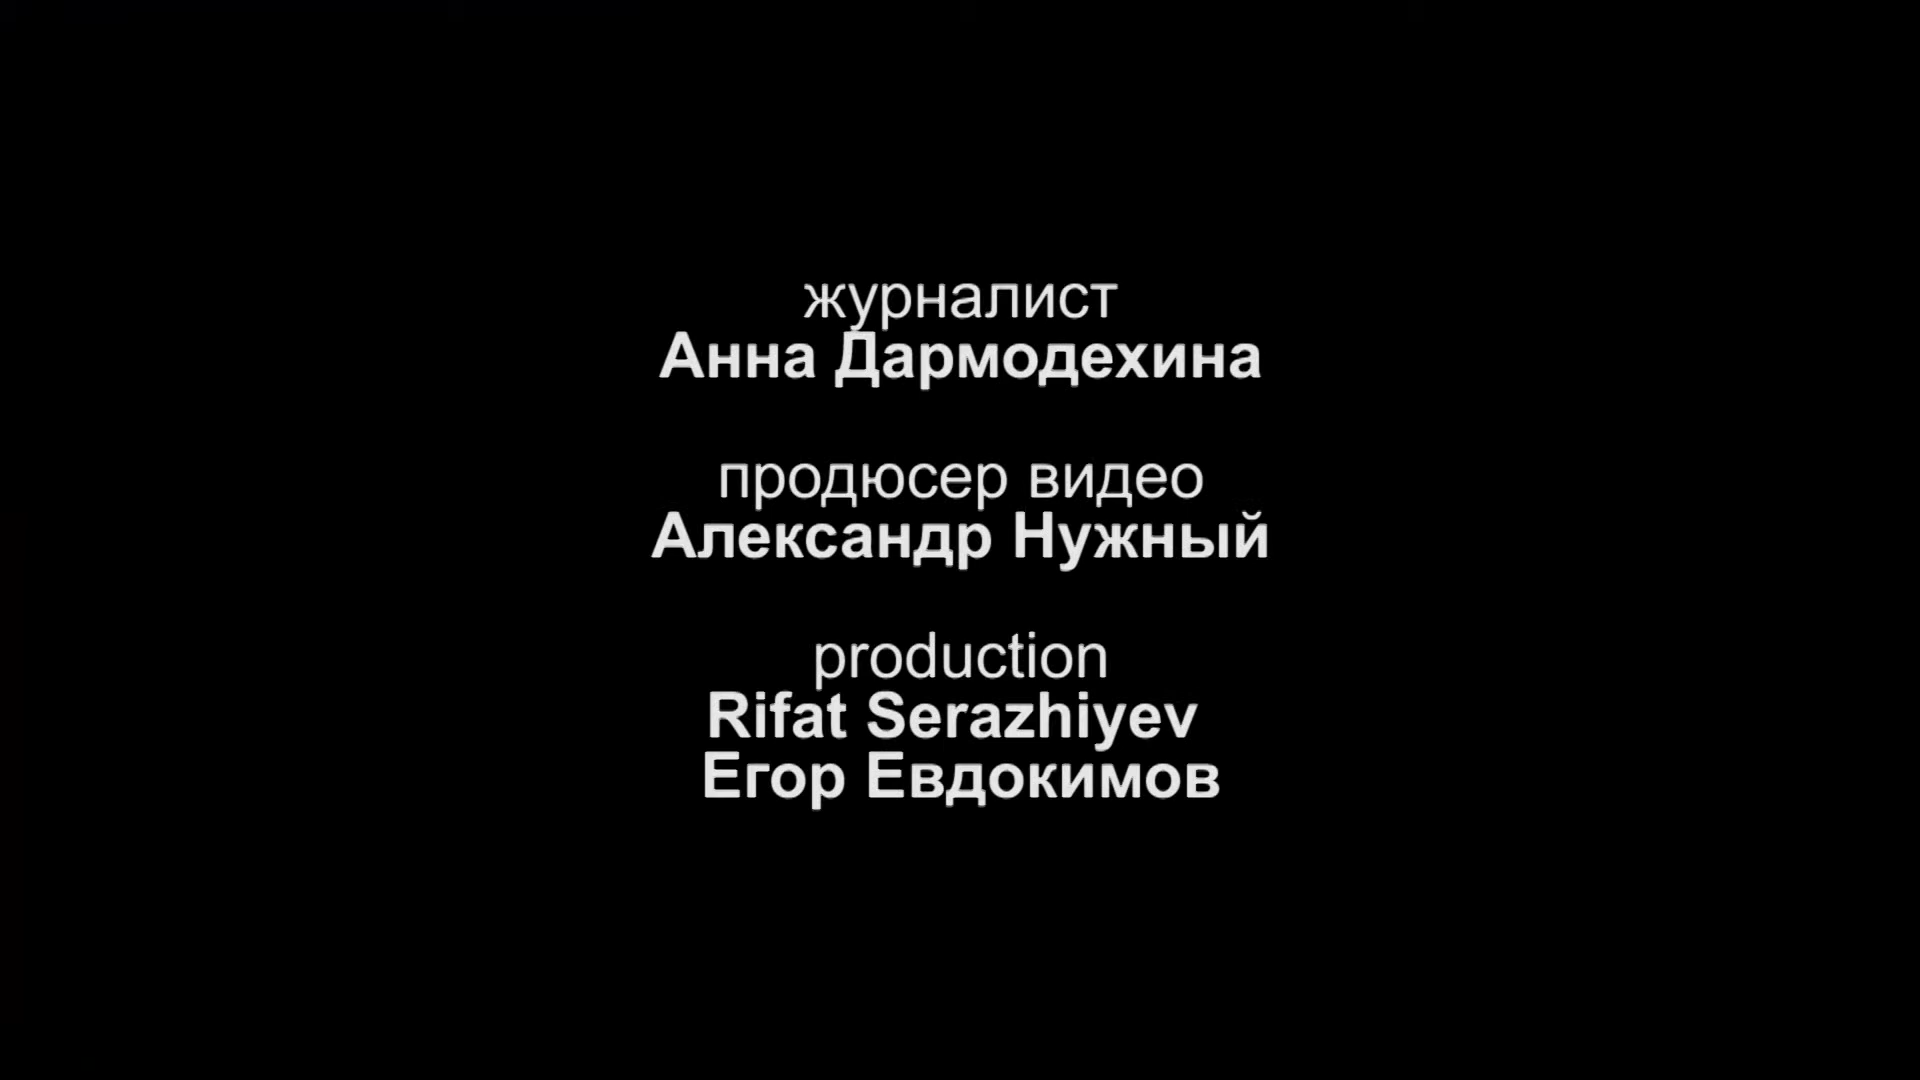 журналист
Анна Дармодехина
продюсер видео
Александр Нужный
production
Rifat Serazhiyev
Егор Евдокимов